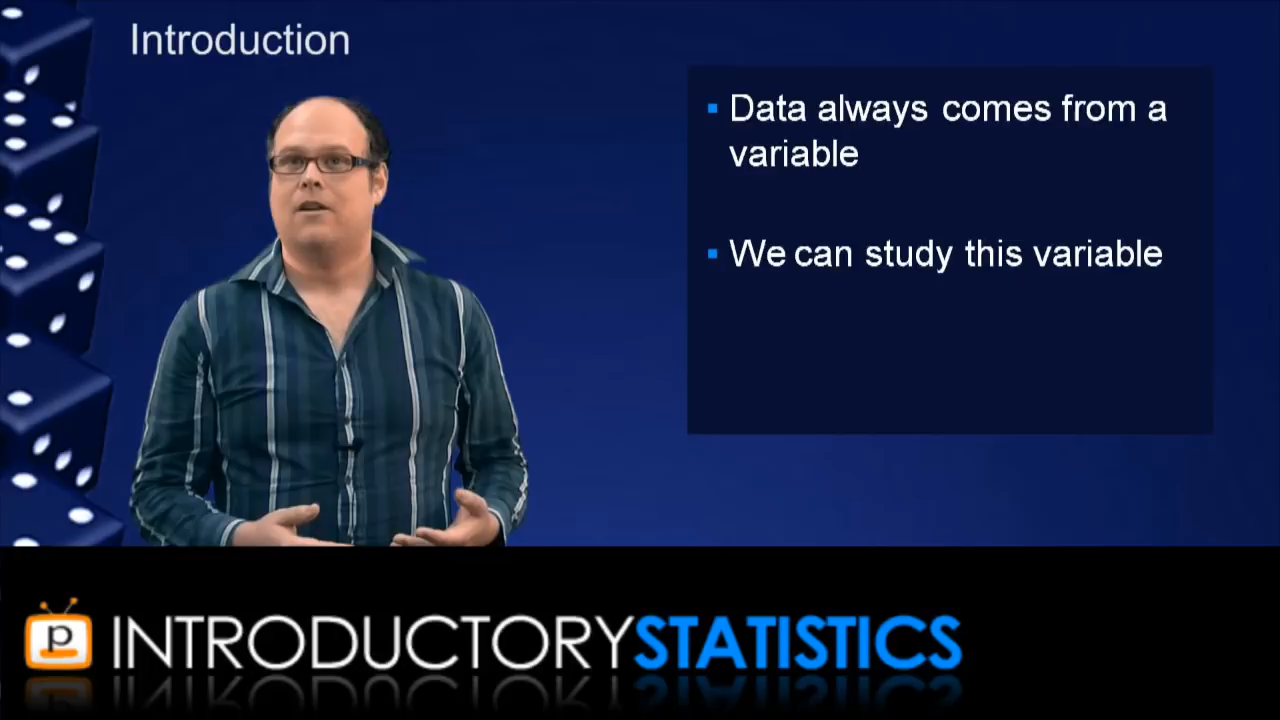 Introduction
Data always comes from a
variable
We can study this variable
p
INTRODUCTORYSTATISTICS